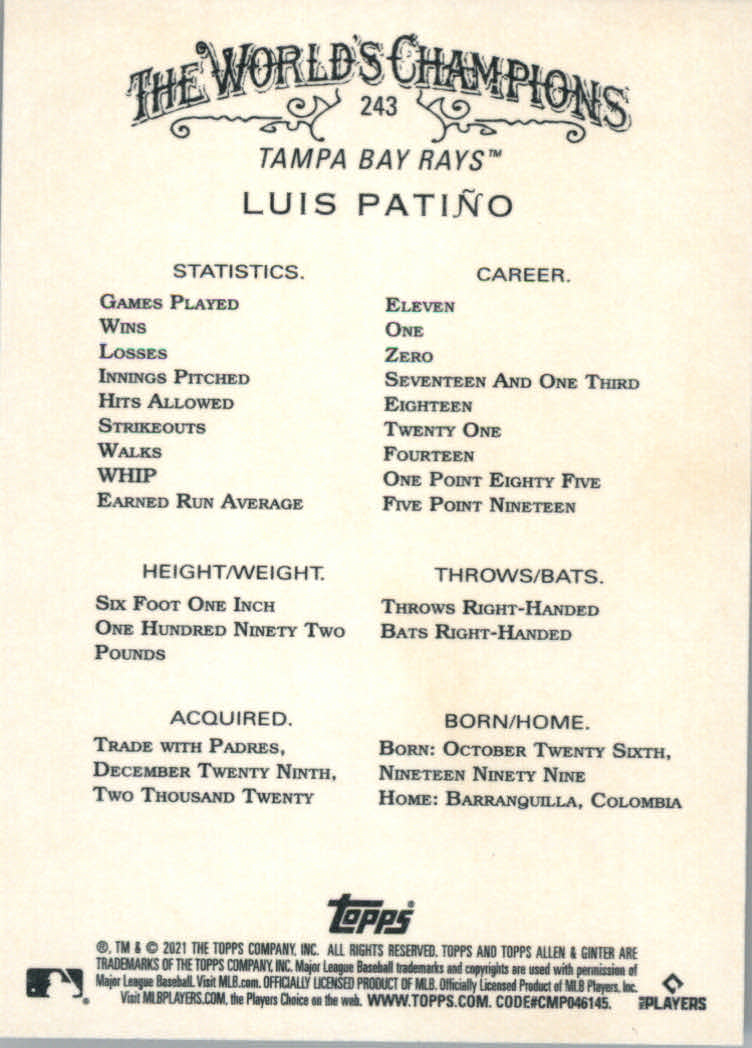 THE WORLD'S CHAMPIONS
243
TAMPA BAY RAYS™
LUIS PATIÑO
STATISTICS.
GAMES PLAYED
WINS
LOSSES
INNINGS PITCHED
HITS ALLOWED
STRIKEOUTS
WALKS
WHIP
EARNED RUN AVERAGE
CAREER.
ELEVEN
ONE
ZERO
SEVENTEEN AND ONE THIRD
EIGHTEEN
TWENTY ONE
FOURTEEN
ONE POINT EIGHTY FIVE
FIVE POINT NINETEEN
HEIGHT/WEIGHT.
SIX FOOT ONE INCH
ONE HUNDRED NINETY TWO
POUNDS
THROWS/BATS.
THROWS RIGHT-HANDED
BATS RIGHT-HANDED
ACQUIRED.
TRADE WITH PADRES,
DECEMBER TWENTY NINTH,
TWO THOUSAND TWENTY
BORN/HOME.
BORN: OCTOBER TWENTY SIXTH,
NINETEEN NINETY NINE
HOME: BARRANQUILLA, COLOMBIA
TOPPS®
®, TM & © 2021 THE TOPPS COMPANY, INC. ALL RIGHTS RESERVED. TOPPS AND TOPPS ALLEN & GINTER ARE
TRADEMARKS OF THE TOPPS COMPANY, INC. Major League Baseball trademarks and copyrights are used with permission of
Major League Baseball. Visit MLB.com. OFFICIALLY LICENSED PRODUCT OF MLB. Officially Licensed Product of MLB Players, Inc.
Visit MLBPLAYERS.COM, the Players Choice on the web. WWW.TOPPS.COM. CODE#CMP046145.
®
MLB PLAYERS